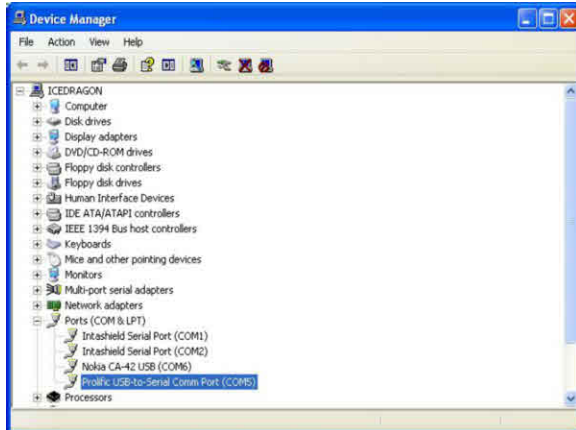 Device Manager
File Action View Help
ICEDRAGON
Computer
Disk drives
Display adapters
DVD/CD-ROM drives
Floppy disk controllers
Floppy disk drives
Human Interface Devices
IDE ATA/ATAPI controllers
IEEE 1394 Bus host controllers
Keyboards
Mice and other pointing devices
Monitors
Multi-port serial adapters
Network adapters
Ports (COM & LPT)
Intashield Serial Port (COM1)
Intashield Serial Port (COM2)
Nokia CA-42 USB (COM6)
Prolific USB-to-Serial Comm Port (COM5)
Processors